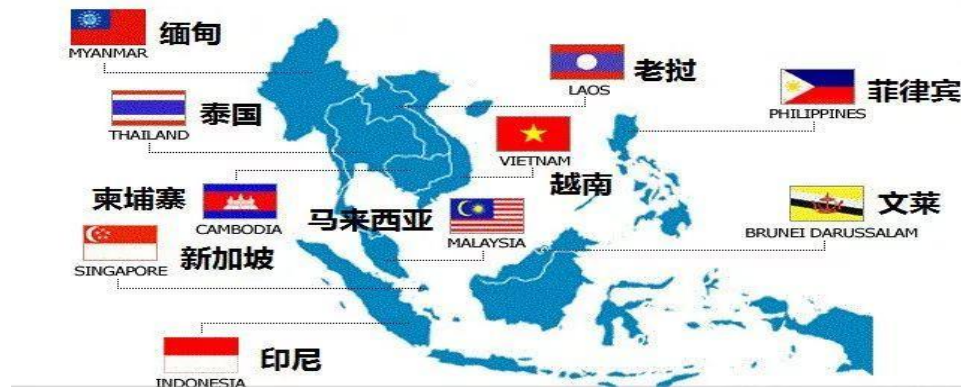 缅甸
MYANMAR
老挝
LAOS
菲律宾
PHILIPPINES
泰国
THAILAND
VIETNAM
越南
柬埔寨
CAMBODIA
马来西亚
MALAYSIA
文莱
BRUNEI DARUSSALAM
新加坡
SINGAPORE
印尼
INDONESIA